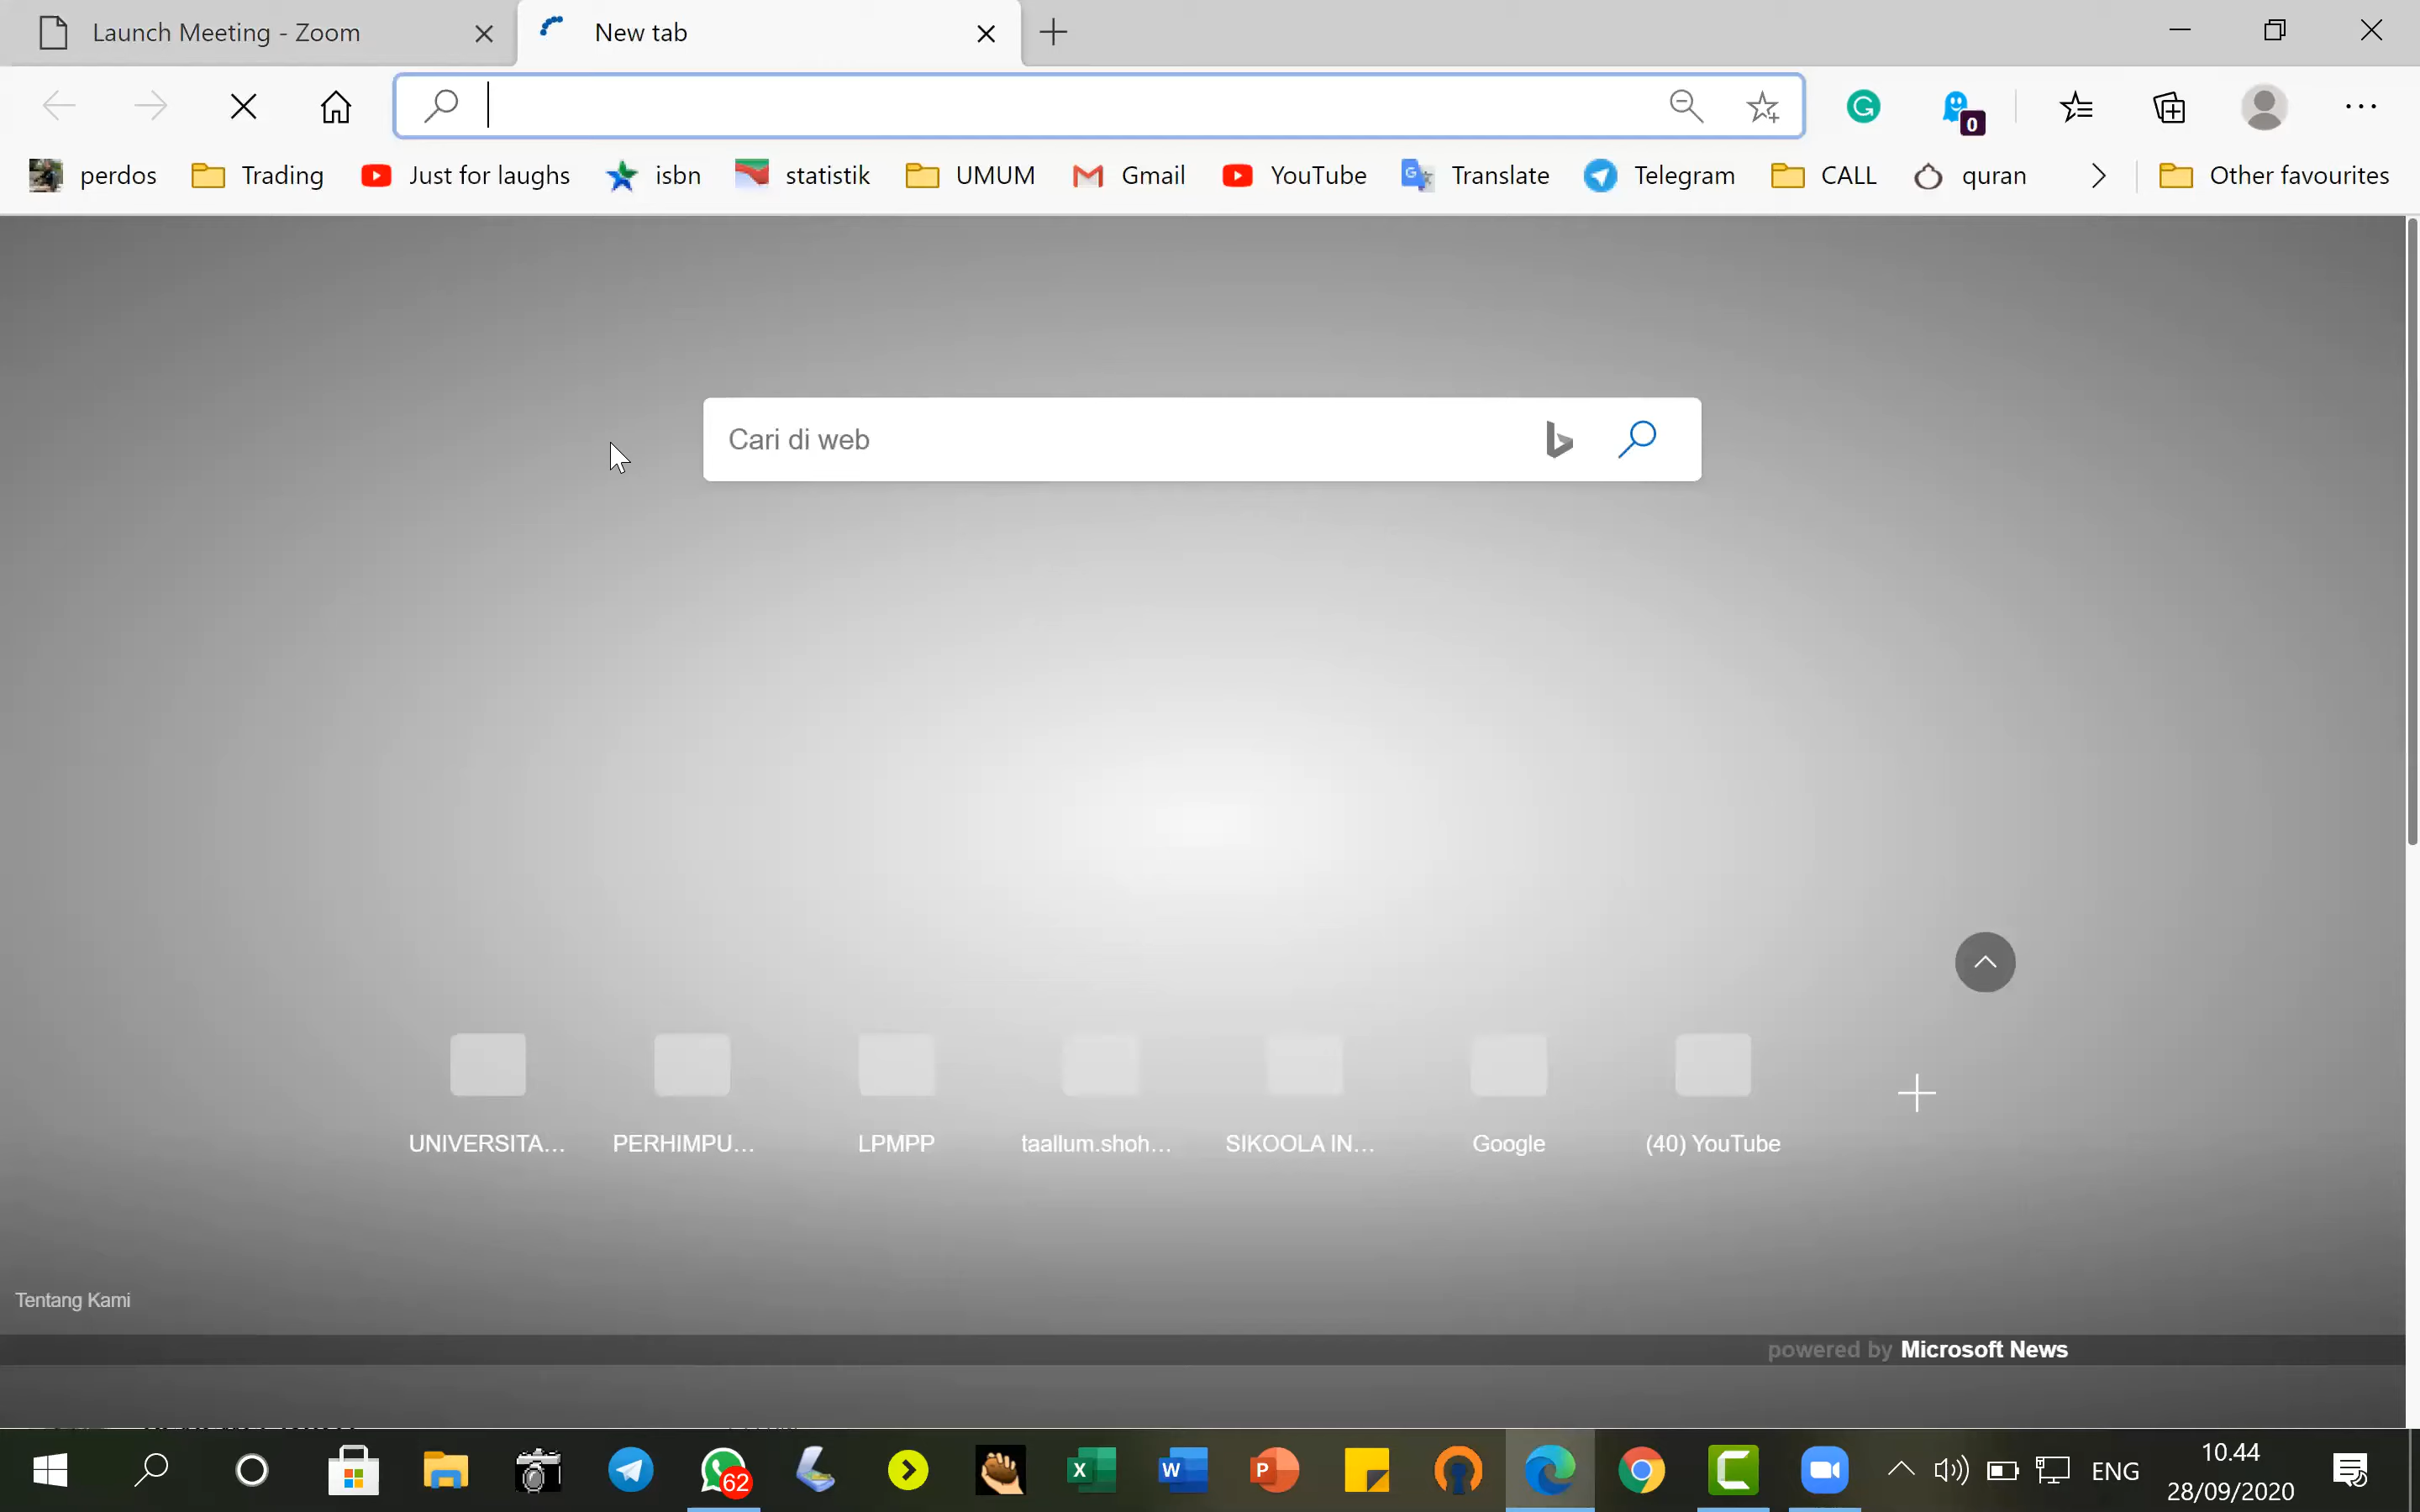 Launch Meeting - Zoom
New tab
0
perdos
Trading
Just for laughs
isbn
statistik
UMUM
Gmail
YouTube
Translate
Telegram
CALL
quran
Other favourites
Cari di web
UNIVERSITA...
PERHIMPU...
LPMPP
taallum.shoh...
SIKOOLA IN...
Google
(40) YouTube
Tentang Kami
powered by Microsoft News
62
ENG
10.44
28/09/2020